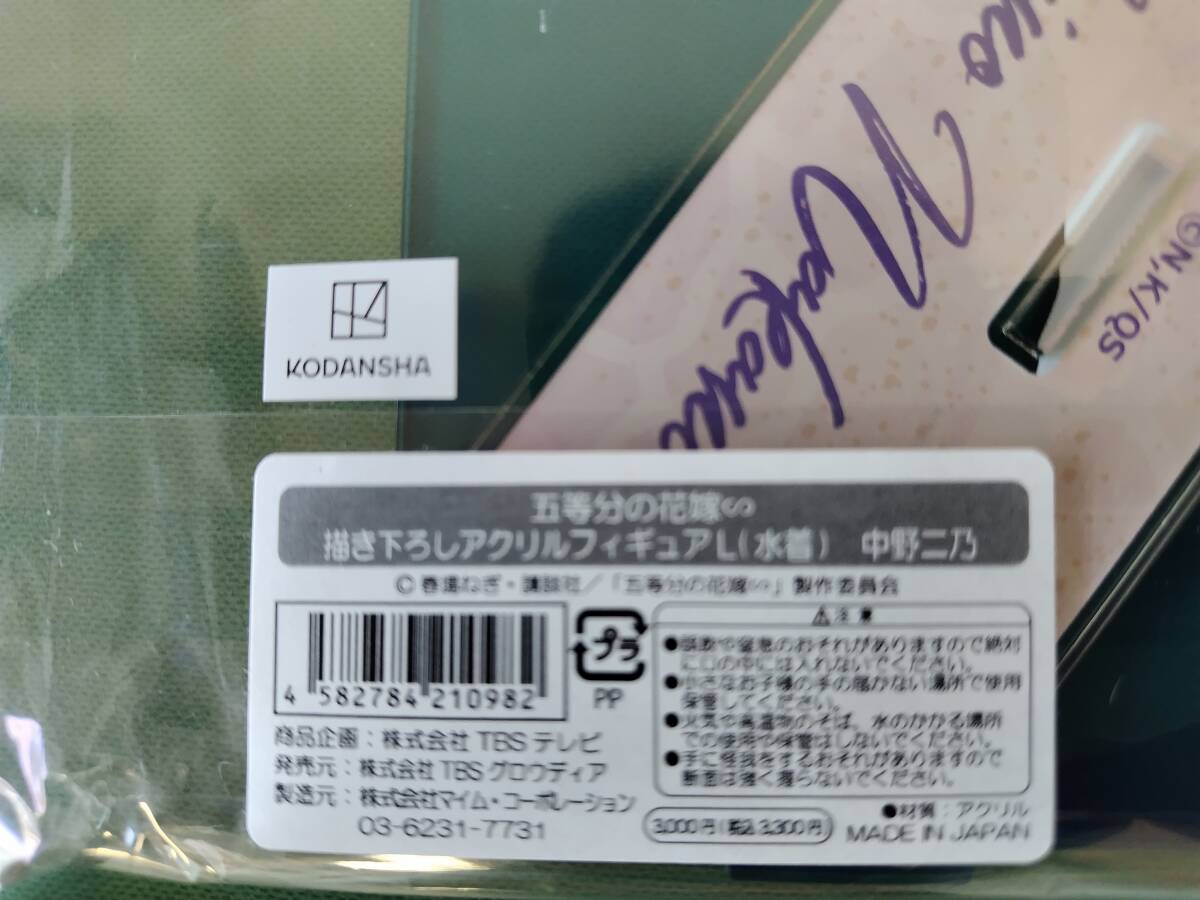 Nakano
©N,K/QS
KODANSHA
五等分の花嫁∽
描き下ろしアクリルフィギュアL(水着) 中野二乃
©春場ねぎ・講談社/「五等分の花嫁∽」製作委員会
4 582784 210982
プラ
PP
⚠注意
●誤飲や窒息のおそれがありますので絶対
に口の中には入れないでください。
●小さなお子様の手の届かない場所で使用
保管してください。
●火気や高温物のそば、水のかかる場所
での使用や保管はしないでください。
●手に怪我をするおそれがありますので
断面は強く握らないでください。
商品企画:株式会社TBSテレビ
発売元:株式会社TBSグロウディア
製造元:株式会社マイム・コーポレーション
03-6231-7731
3,000円(税込3,300円)
●材質:アクリル
MADE IN JAPAN